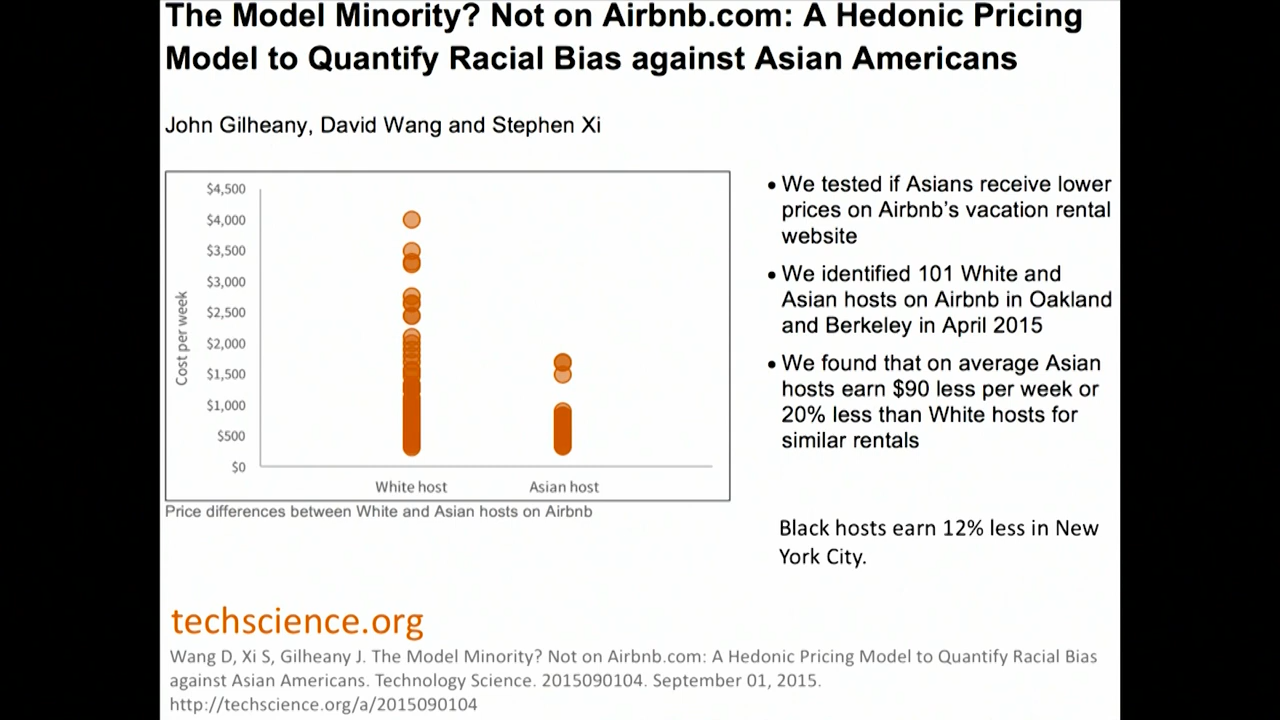 The Model Minority? Not on Airbnb.com: A Hedonic Pricing
Model to Quantify Racial Bias against Asian Americans
John Gilheany, David Wang and Stephen Xi
$4,500
$4,000
$3,500
$3,000
$2,500
$2,000
$1,500
$1,000
$500
$0
Cost per week
White host
Asian host
Price differences between White and Asian hosts on Airbnb
• We tested if Asians receive lower
prices on Airbnb’s vacation rental
website
• We identified 101 White and
Asian hosts on Airbnb in Oakland
and Berkeley in April 2015
• We found that on average Asian
hosts earn $90 less per week or
20% less than White hosts for
similar rentals
Black hosts earn 12% less in New
York City.
techscience.org
Wang D, Xi S, Gilheany J. The Model Minority? Not on Airbnb.com: A Hedonic Pricing Model to Quantify Racial Bias
against Asian Americans. Technology Science. 2015090104. September 01, 2015.
http://techscience.org/a/2015090104